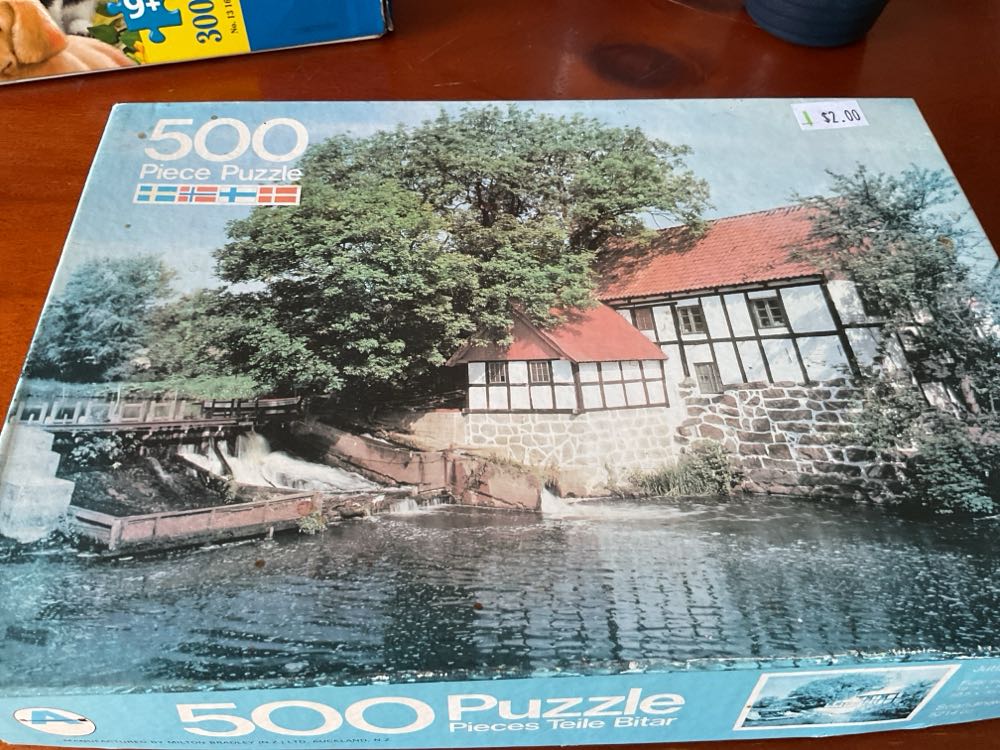 9+
300
500
Piece Puzzle
$2.00
500 Puzzle
Pieces Teile Bitar
MANUFACTURED BY MILTON BRADLEY (N.Z.) LTD., AUCKLAND, N.Z.